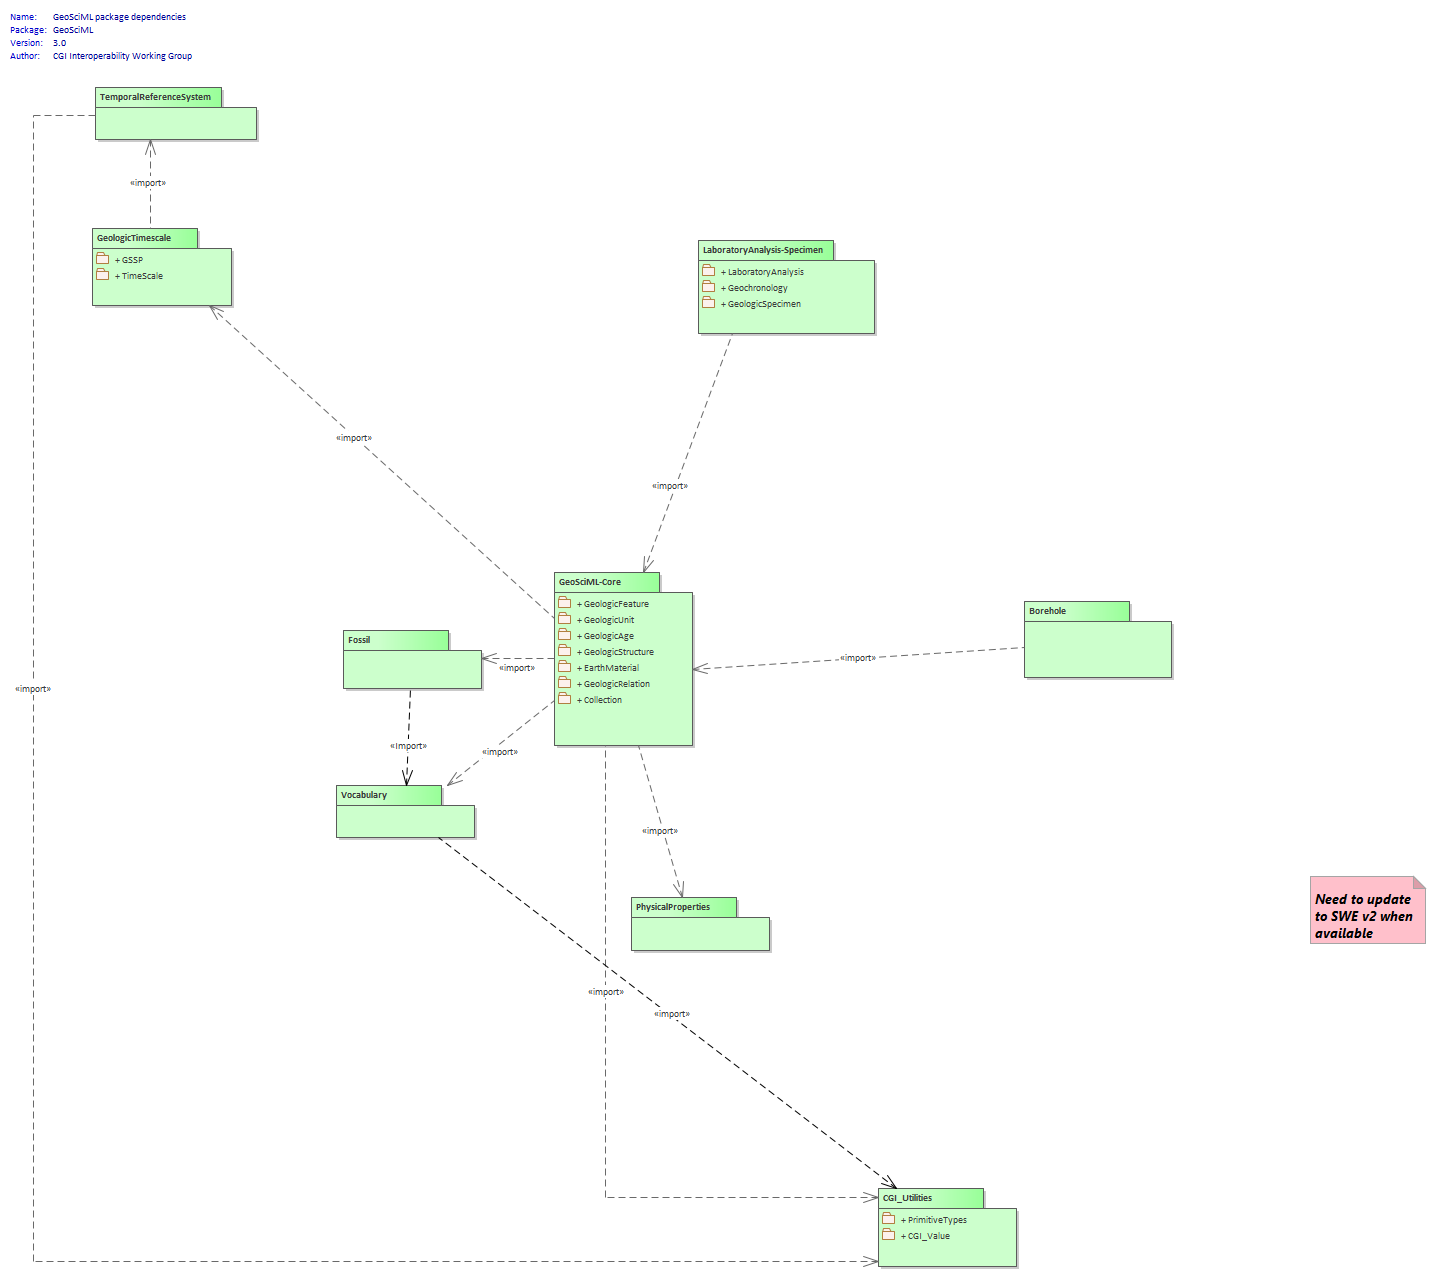 Name: GeoSciML package dependencies
Package: GeoSciML
Version: 3.0
Author: CGI Interoperability Working Group
TemporalReferenceSystem
«import»
GeologicTimescale
+ GSSP
+ TimeScale
LaboratoryAnalysis-Specimen
+ LaboratoryAnalysis
+ Geochronology
+ GeologicSpecimen
«import»
«import»
GeoSciML-Core
+ GeologicFeature
+ GeologicUnit
+ GeologicAge
+ GeologicStructure
+ EarthMaterial
+ GeologicRelation
+ Collection
Borehole
«import»
Fossil
«import»
«import»
«Import»
«import»
Vocabulary
«import»
PhysicalProperties
Need to update
to SWE v2 when
available
«import»
«import»
CGI_Utilities
+ PrimitiveTypes
+ CGI_Value